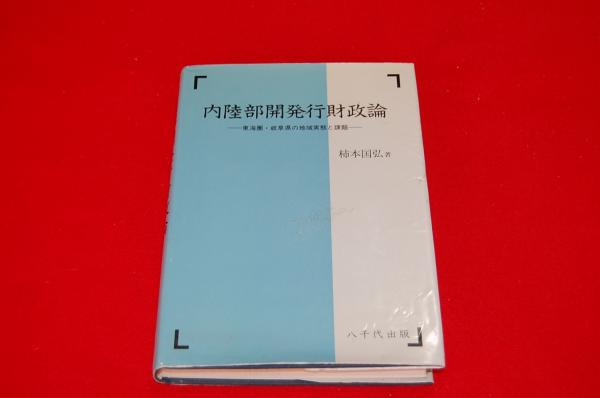 内陸部開発行財政論
──東海圏・岐阜県の地域実態と課題──
柿本国弘 著
八千代出版